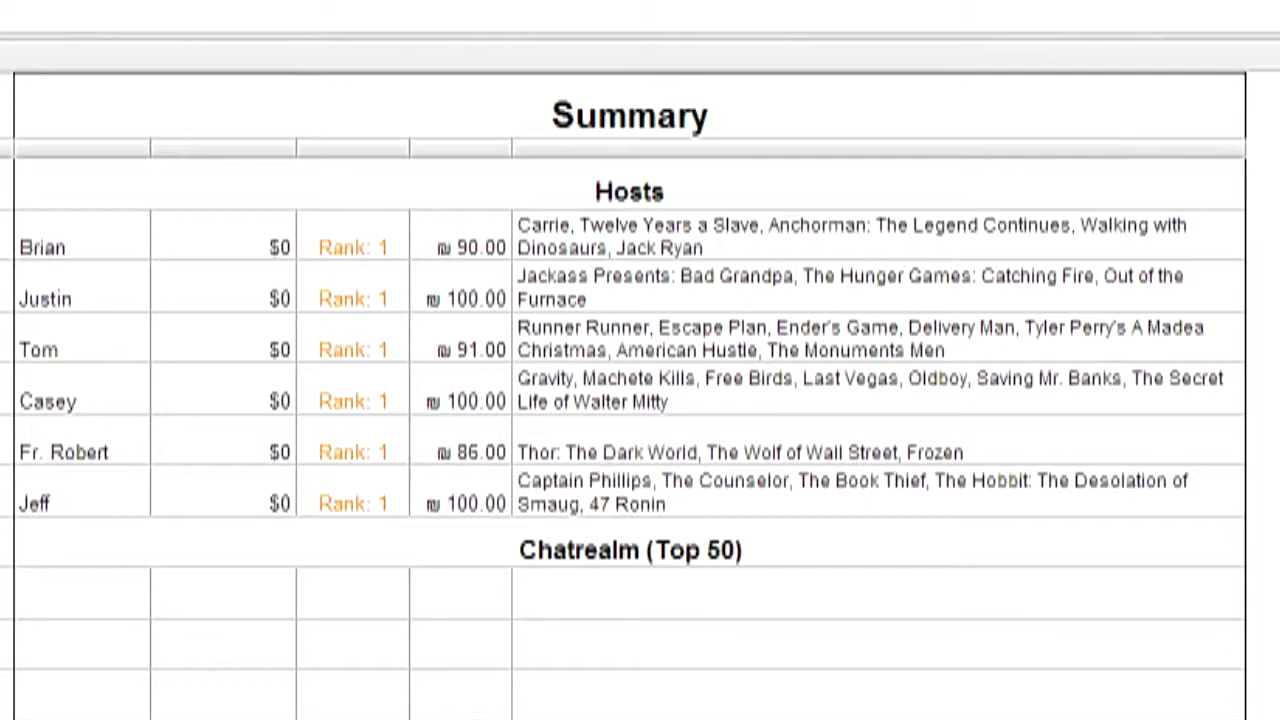 Summary
Hosts
Brian $0 Rank: 1 ₪ 90.00 Carrie, Twelve Years a Slave, Anchorman: The Legend Continues, Walking with
Dinosaurs, Jack Ryan
Justin $0 Rank: 1 ₪ 100.00 Jackass Presents: Bad Grandpa, The Hunger Games: Catching Fire, Out of the
Furnace
Tom $0 Rank: 1 ₪ 91.00 Runner Runner, Escape Plan, Ender's Game, Delivery Man, Tyler Perry's A Madea
Christmas, American Hustle, The Monuments Men
Casey $0 Rank: 1 ₪ 100.00 Gravity, Machete Kills, Free Birds, Last Vegas, Oldboy, Saving Mr. Banks, The Secret
Life of Walter Mitty
Fr. Robert $0 Rank: 1 ₪ 86.00 Thor: The Dark World, The Wolf of Wall Street, Frozen
Jeff $0 Rank: 1 ₪ 100.00 Captain Phillips, The Counselor, The Book Thief, The Hobbit: The Desolation of
Smaug, 47 Ronin
Chatrealm (Top 50)